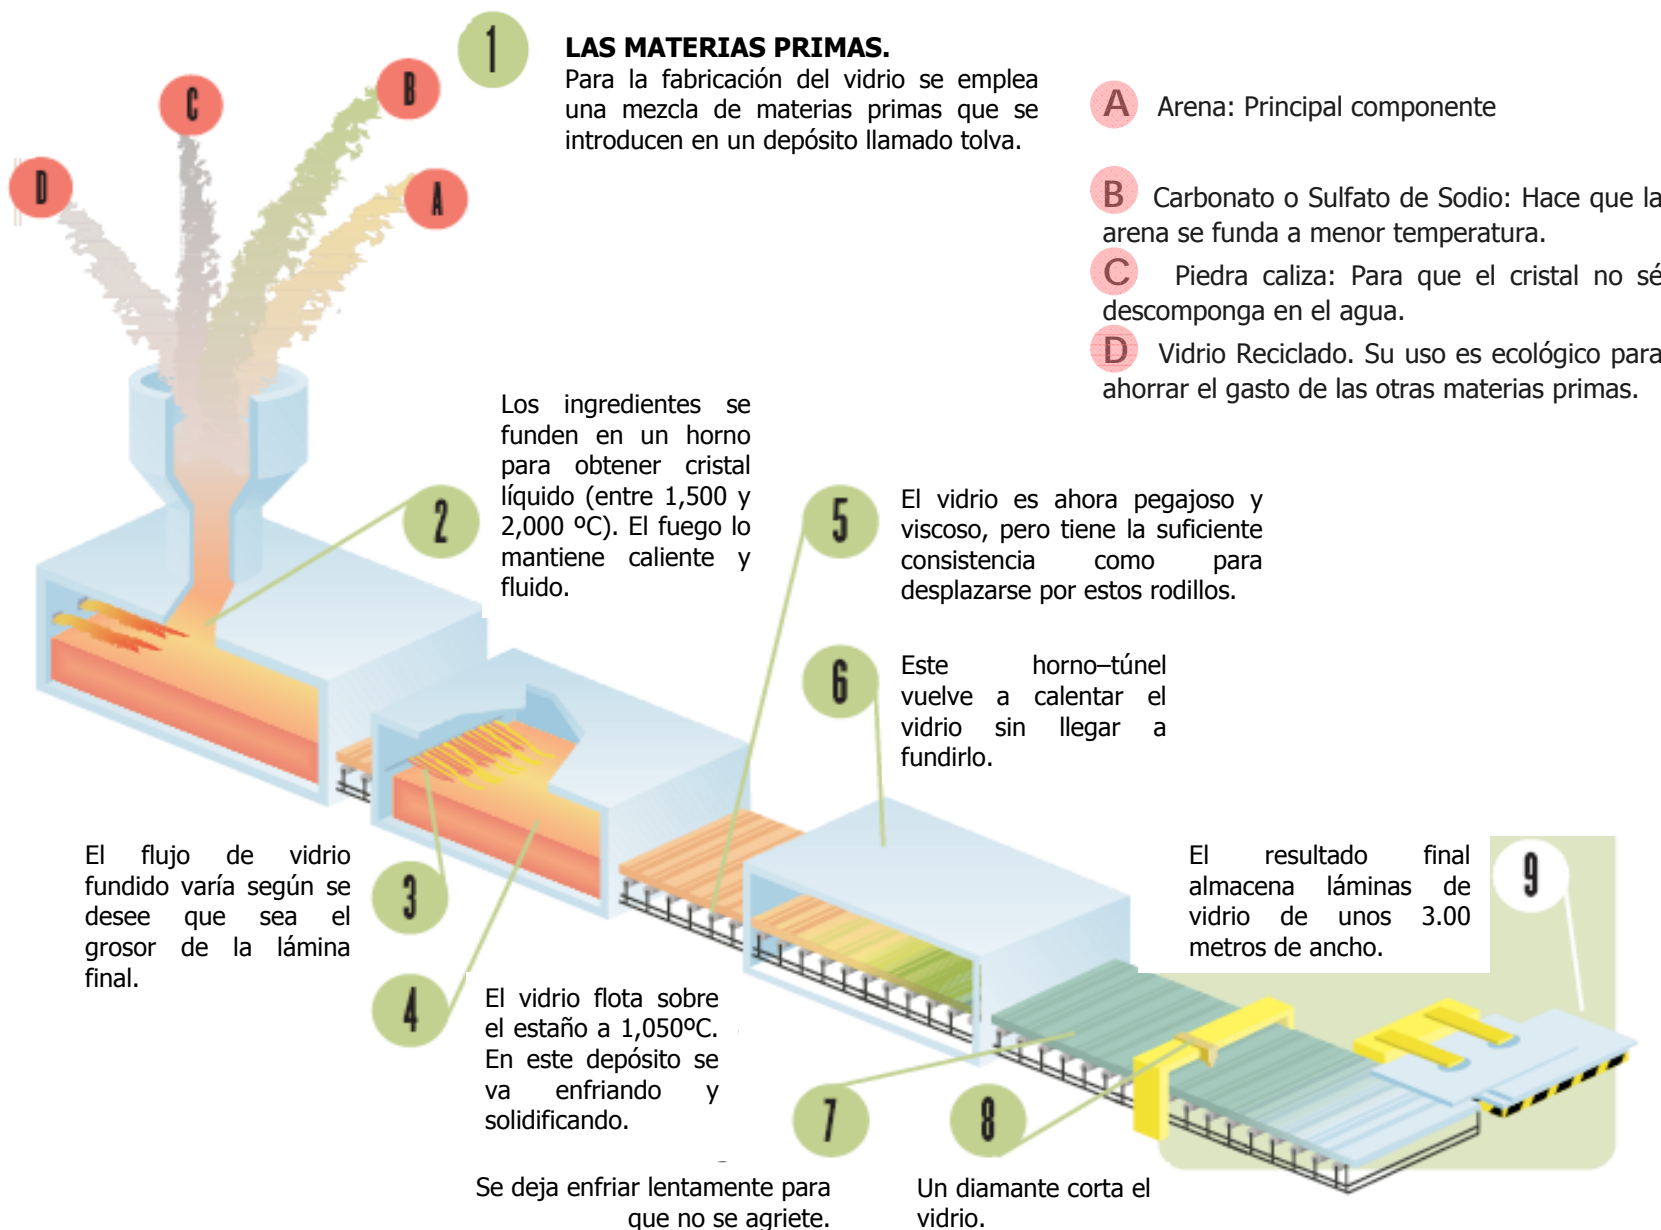 1
LAS MATERIAS PRIMAS.
Para la fabricación del vidrio se emplea
una mezcla de materias primas que se
introducen en un depósito llamado tolva.
A Arena: Principal componente
B Carbonato o Sulfato de Sodio: Hace que la
arena se funda a menor temperatura.
C Piedra caliza: Para que el cristal no sé
descomponga en el agua.
D Vidrio Reciclado. Su uso es ecológico para
ahorrar el gasto de las otras materias primas.
B
C
D
A
2
Los ingredientes se
funden en un horno
para obtener cristal
líquido (entre 1,500 y
2,000 ºC). El fuego lo
mantiene caliente y
fluido.
5
El vidrio es ahora pegajoso y
viscoso, pero tiene la suficiente
consistencia como para
desplazarse por estos rodillos.
6
Este horno–túnel
vuelve a calentar el
vidrio sin llegar a
fundirlo.
El flujo de vidrio
fundido varía según se
desee que sea el
grosor de la lámina
final.
3
4
El vidrio flota sobre
el estaño a 1,050ºC.
En este depósito se
va enfriando y
solidificando.
El resultado final
almacena láminas de
vidrio de unos 3.00
metros de ancho.
9
7
Se deja enfriar lentamente para
que no se agriete.
8
Un diamante corta el
vidrio.